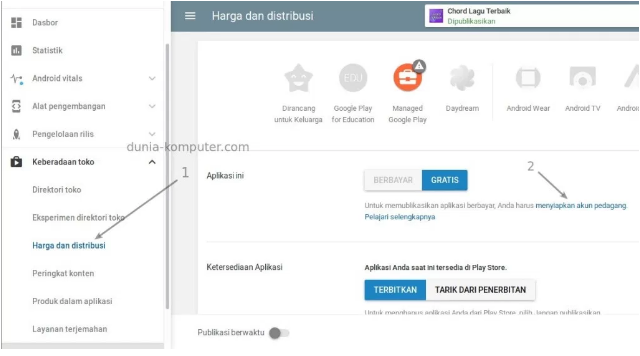 Dasbor
Statistik
Android vitals
Alat pengembangan
Pengelolaan rilis
Keberadaan toko
Direktori toko
Eksperimen direktori toko
Harga dan distribusi
Peringkat konten
Produk dalam aplikasi
Layanan terjemahan
Harga dan distribusi
Chord Lagu Terbaik
Dipublikasikan
EDU
Dirancang
untuk Keluarga
Google Play
for Education
Managed
Google Play
Daydream
Android Wear
Android TV
Android
dunia-komputer.com
1
2
Aplikasi ini
BERBAYAR GRATIS
Untuk memublikasikan aplikasi berbayar, Anda harus menyiapkan akun pedagang.
Pelajari selengkapnya
Ketersediaan Aplikasi
Aplikasi Anda saat ini tersedia di Play Store.
TERBITKAN TARIK DARI PENERBITAN
Untuk menghapus aplikasi Anda dari Play Store, pilih, jangan publikasikan
Publikasi berwaktu